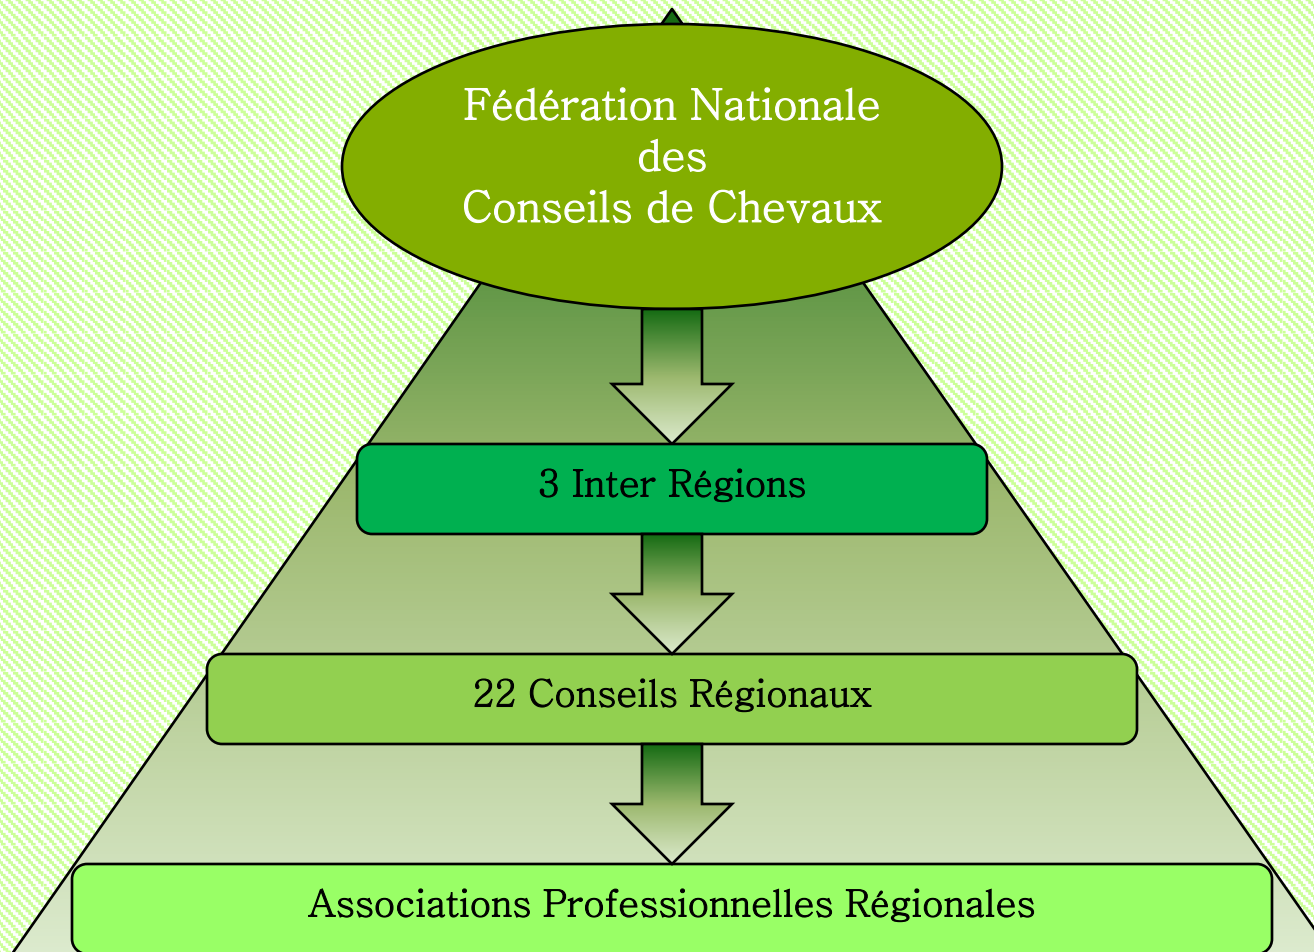 Fédération Nationale
des
Conseils de Chevaux
3 Inter Régions
22 Conseils Régionaux
Associations Professionnelles Régionales